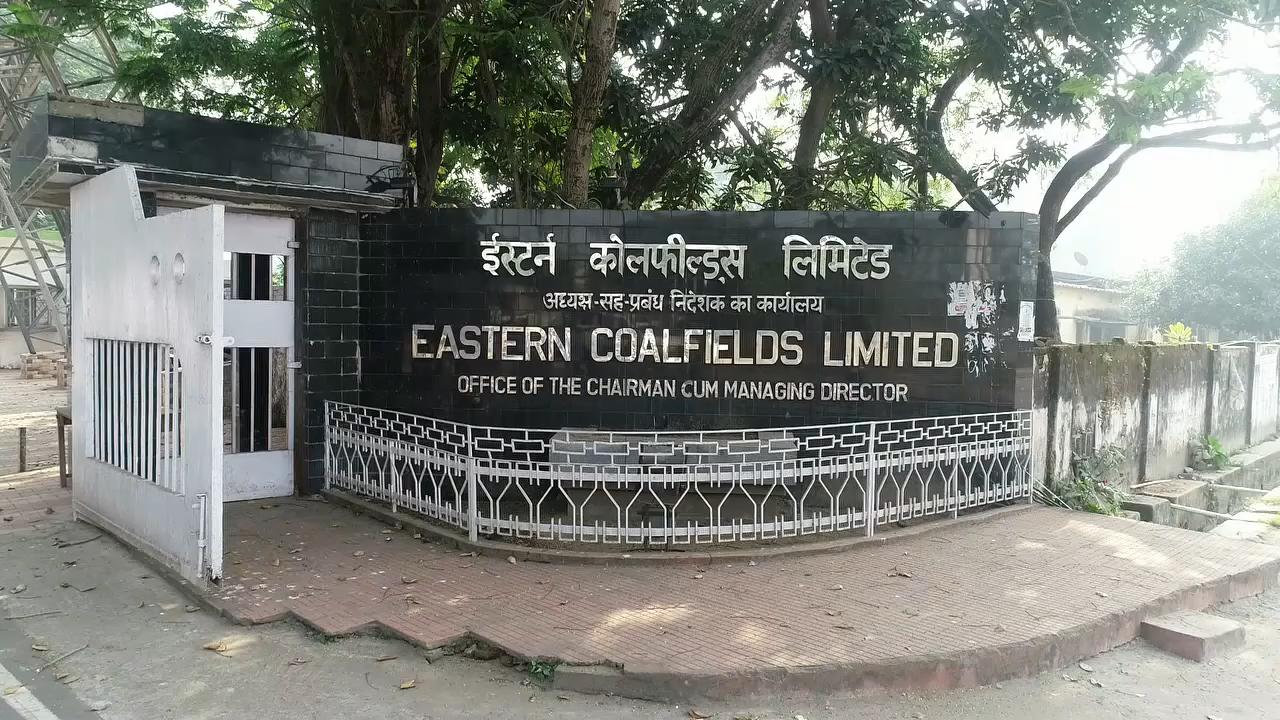 ईस्टर्न कोलफील्ड्स लिमिटेड
अध्यक्ष-सह-प्रबंध निदेशक का कार्यालय
EASTERN COALFIELDS LIMITED
OFFICE OF THE CHAIRMAN CUM MANAGING DIRECTOR